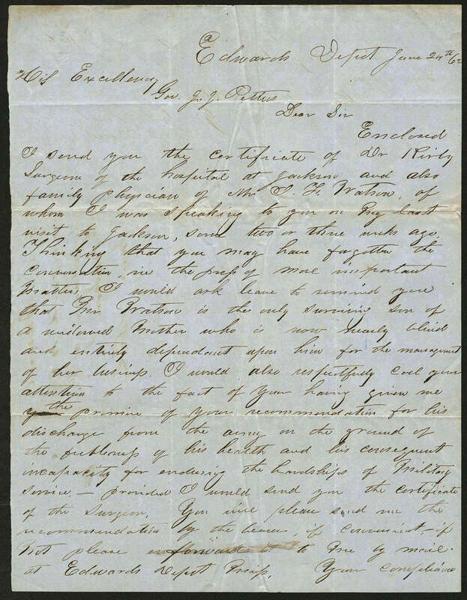 Edwards Depot June 24th 62
His Excellency
Gov. J. J. Pettus
Dear Sir
Enclosed
I send you the certificate of Dr Kirby
Surgeon of the hospital at Jackson and also
family physician of Mr Watson, of
whom I was speaking to you on my last
visit to Jackson, some two or three weeks ago,
Thinking that you may have forgotten the
conversation in the press of more important
matters I would ask leave to remind you
that Mr Watson is the only surviving son of
a widowed Mother who is now nearly blind
and entirely dependant upon him for the management
of her business, I would also respectfully call your
attention to the fact of your having given me
the promise of your recommendation for his
discharge from the army on the ground of
the feebleness of his health and his consequent
incapacity for enduring the hardships of Military
Service — provided I would send you the certificate
of the Surgeon, You will please send me the
recommendation by the bearer if convenient, if
not please forward it to me by mail
at Edwards Depot Miss, Your compliance